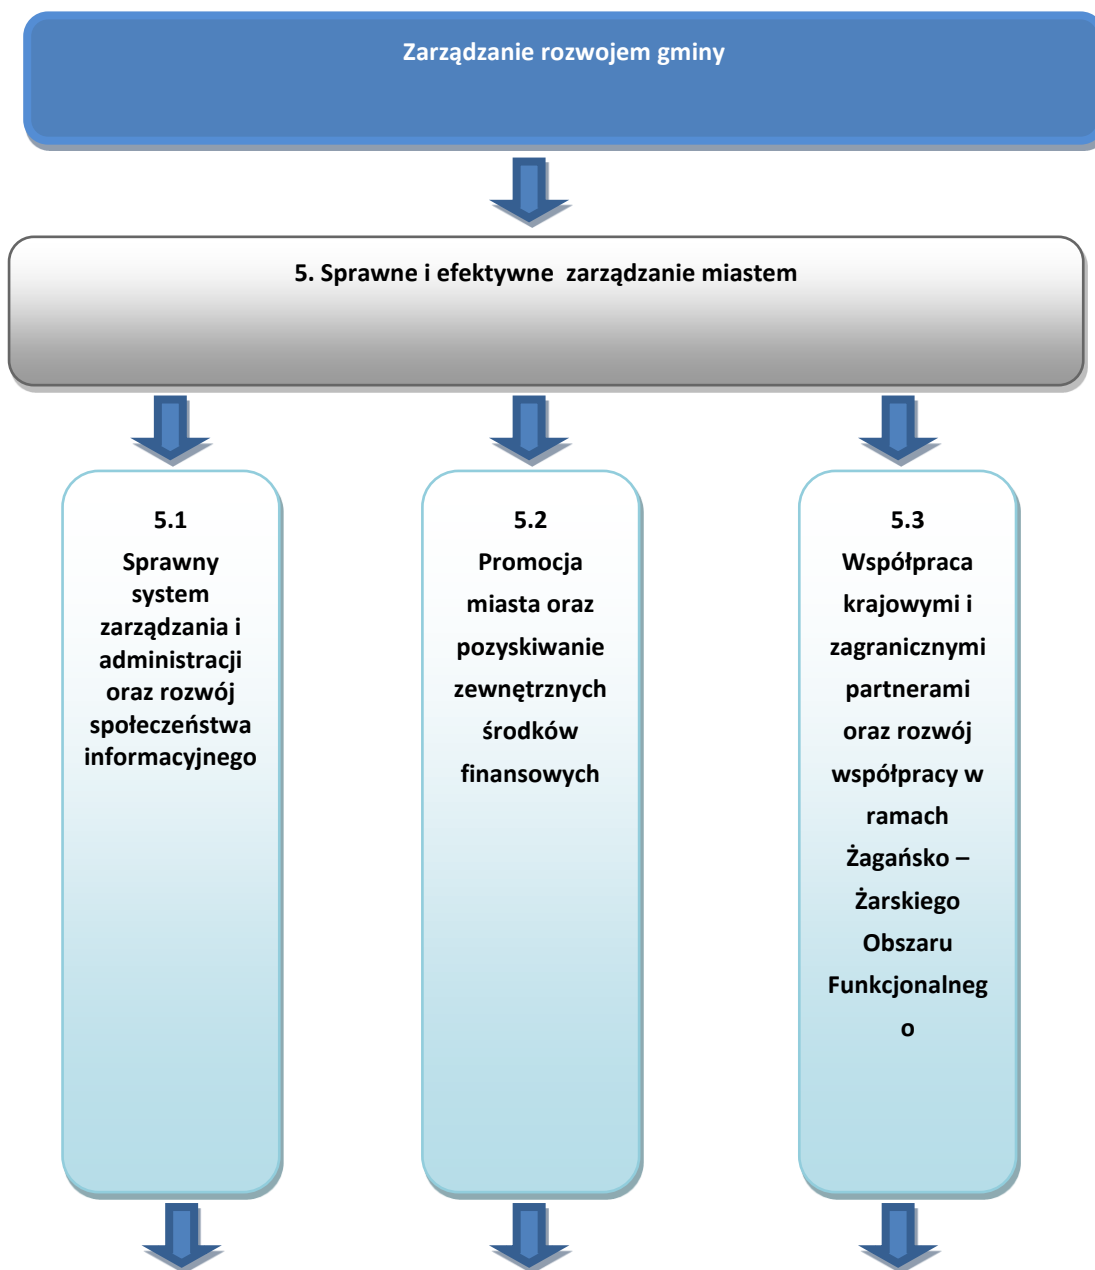 Zarządzanie rozwojem gminy
5. Sprawne i efektywne  zarządzanie miastem
5.1
Sprawny
system
zarządzania i
administracji
oraz rozwój
społeczeństwa
informacyjnego
5.2
Promocja
miasta oraz
pozyskiwanie
zewnętrznych
środków
finansowych
5.3
Współpraca
krajowymi i
zagranicznymi
partnerami
oraz rozwój
współpracy w
ramach
Żagańsko –
Żarskiego
Obszaru
Funkcjonalneg
o